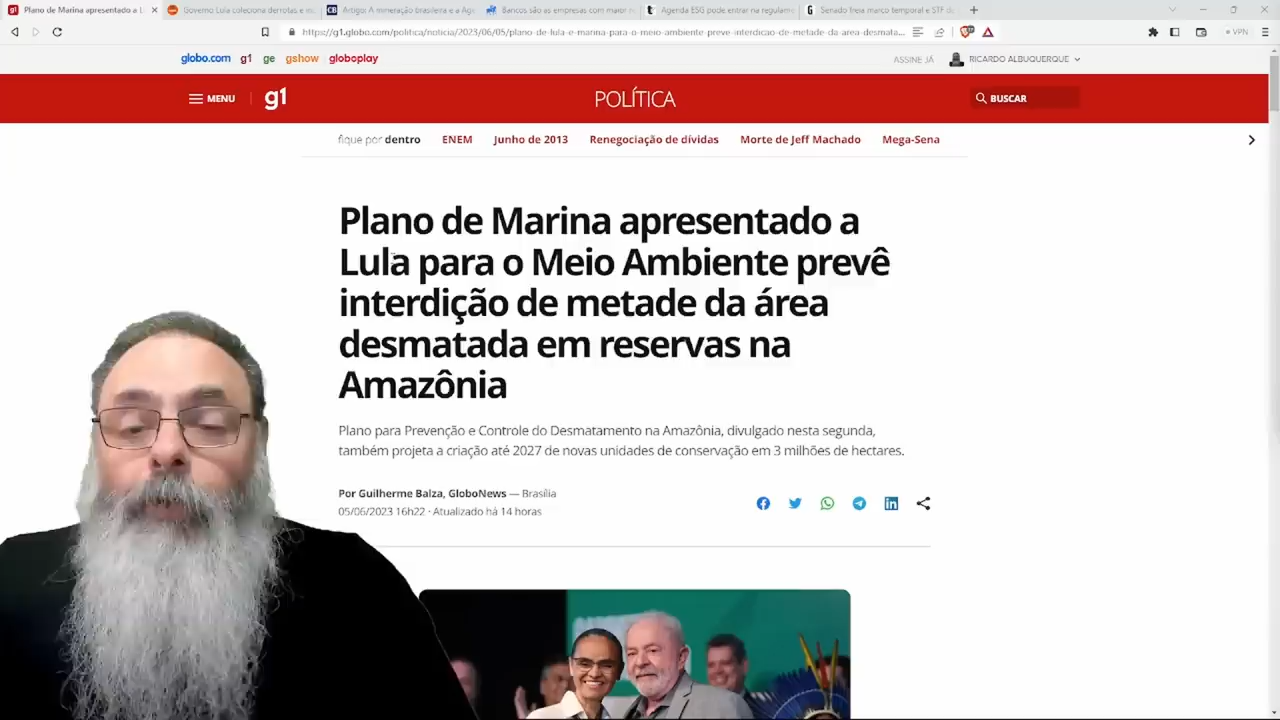 Plano de Marina apresentado a L
Governo Lula coleciona derrotas e
Artigo: A mineração brasileira e a Age
Bancos são as empresas com maior
Agenda ESG pode entrar na regulam
Senado freia marco temporal e STF d
https://g1.globo.com/politica/noticia/2023/06/05/plano-de-lula-e-marina-para-o-meio-ambiente-preve-interdicao-de-metade-da-area-desmata...
VPN
globo.com g1 ge gshow globoplay
ASSINE JÁ
RICARDO ALBUQUERQUE
MENU
g1
POLÍTICA
BUSCAR
fique por dentro ENEM Junho de 2013 Renegociação de dívidas Morte de Jeff Machado Mega-Sena
Plano de Marina apresentado a
Lula para o Meio Ambiente prevê
interdição de metade da área
desmatada em reservas na
Amazônia
Plano para Prevenção e Controle do Desmatamento na Amazônia, divulgado nesta segunda,
também projeta a criação até 2027 de novas unidades de conservação em 3 milhões de hectares.
Por Guilherme Balza, GloboNews — Brasília
05/06/2023 16h22 · Atualizado há 14 horas